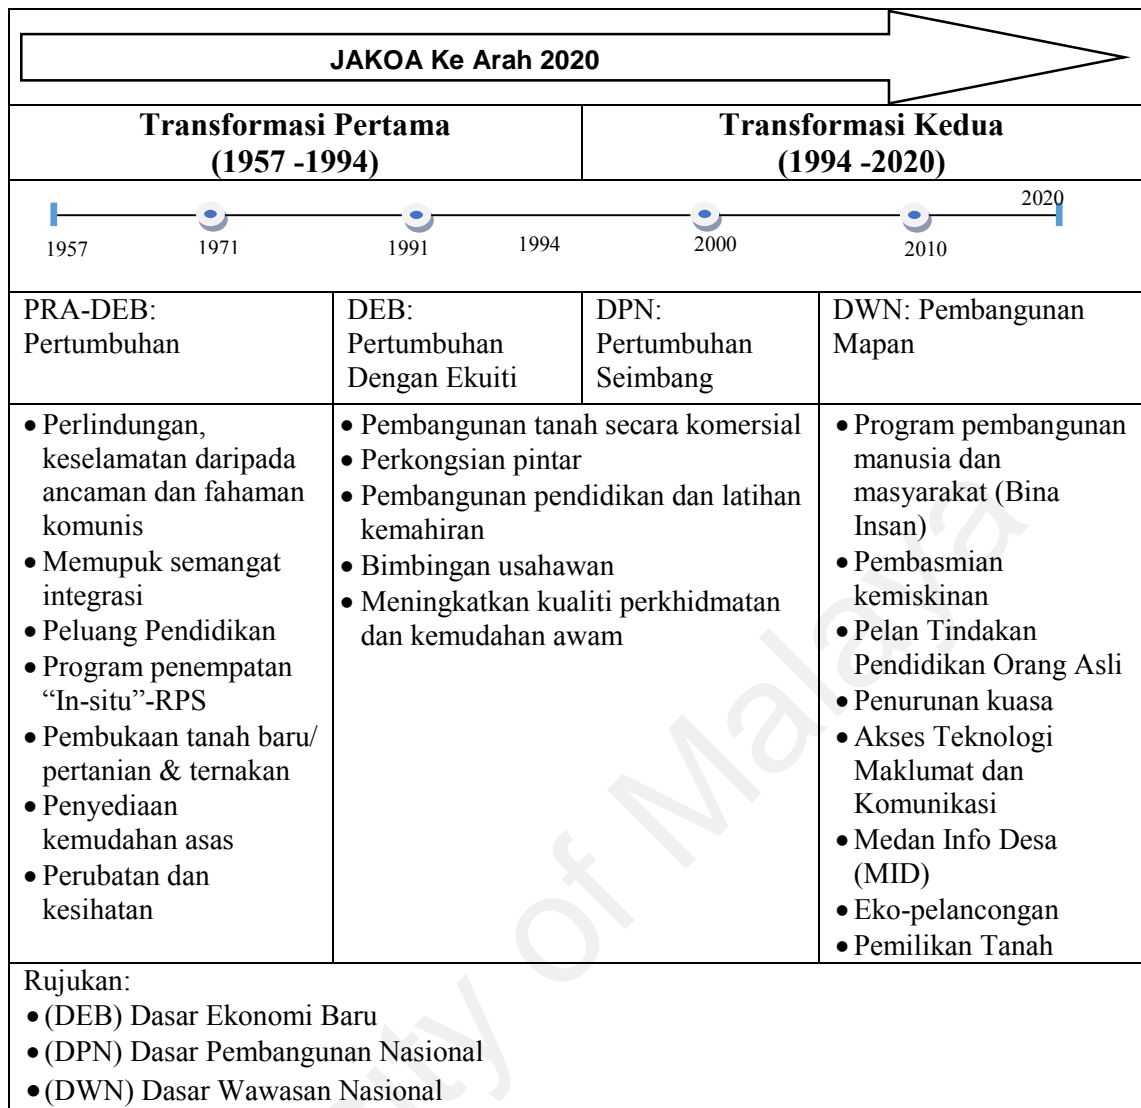 JAKOA Ke Arah 2020
Transformasi Pertama
(1957 -1994)
Transformasi Kedua
(1994 -2020)
1957
1971
1991
1994
2000
2010
2020
PRA-DEB:
Pertumbuhan
DEB:
Pertumbuhan
Dengan Ekuiti
DPN:
Pertumbuhan
Seimbang
DWN: Pembangunan
Mapan
• Perlindungan,
keselamatan daripada
ancaman dan fahaman
komunis
• Memupuk semangat
integrasi
• Peluang Pendidikan
• Program penempatan
“In-situ”-RPS
• Pembukaan tanah baru/
pertanian & ternakan
• Penyediaan
kemudahan asas
• Perubatan dan
kesihatan
• Pembangunan tanah secara komersial
• Perkongsian pintar
• Pembangunan pendidikan dan latihan
kemahiran
• Bimbingan usahawan
• Meningkatkan kualiti perkhidmatan
dan kemudahan awam
• Program pembangunan
manusia dan
masyarakat (Bina
Insan)
• Pembasmian
kemiskinan
• Pelan Tindakan
Pendidikan Orang Asli
• Penurunan kuasa
• Akses Teknologi
Maklumat dan
Komunikasi
• Medan Info Desa
(MID)
• Eko-pelancongan
• Pemilikan Tanah
Rujukan:
• (DEB) Dasar Ekonomi Baru
• (DPN) Dasar Pembangunan Nasional
• (DWN) Dasar Wawasan Nasional
of Malaya